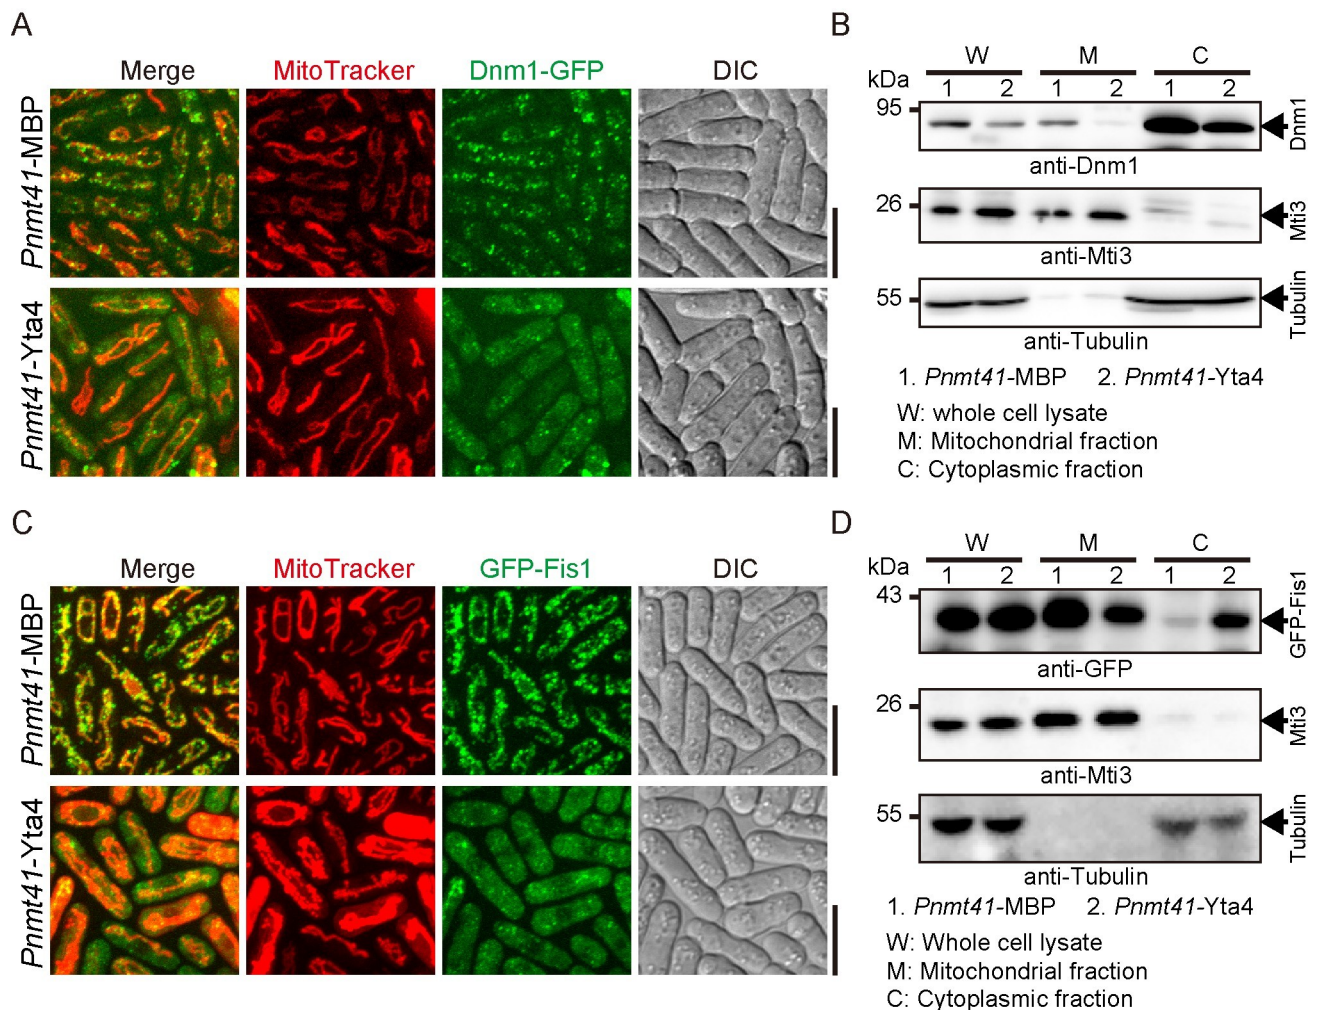 A
Merge MitoTracker Dnm1-GFP DIC
Pnmt41-MBP
Pnmt41-Yta4
B
W M C
kDa 1 2 1 2 1 2
95 Dnm1
anti-Dnm1
26 Mti3
anti-Mti3
55 Tubulin
anti-Tubulin
1. Pnmt41-MBP 2. Pnmt41-Yta4
W: whole cell lysate
M: Mitochondrial fraction
C: Cytoplasmic fraction
C
Merge MitoTracker GFP-Fis1 DIC
Pnmt41-MBP
Pnmt41-Yta4
D
W M C
kDa 1 2 1 2 1 2
43 GFP-Fis1
anti-GFP
26 Mti3
anti-Mti3
55 Tubulin
anti-Tubulin
1. Pnmt41-MBP 2. Pnmt41-Yta4
W: Whole cell lysate
M: Mitochondrial fraction
C: Cytoplasmic fraction